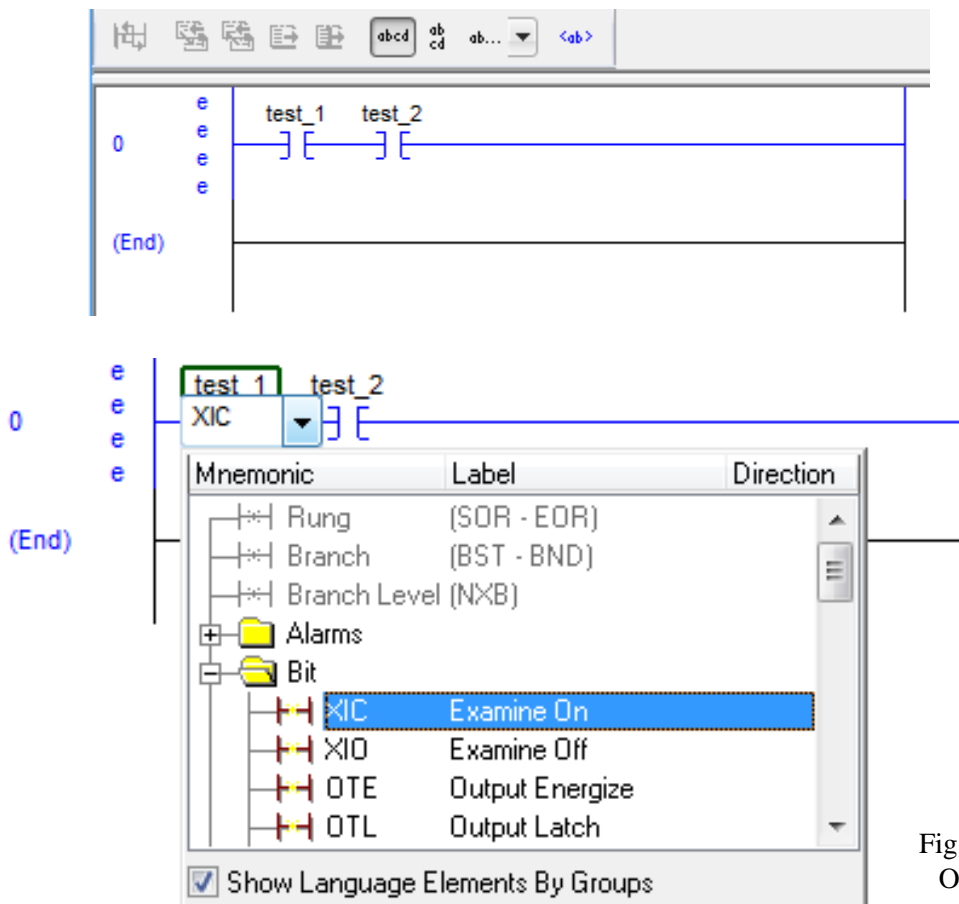 abcd ab cd ab... <ab>
e
test_1 test_2
0 e
e
e
(End)
e
test_1 test_2
0 e
XIC
e
e
Mnemonic Label Direction
(End)
Rung (SOR - EOR)
Branch (BST - BND)
Branch Level (NXB)
Alarms
Bit
XIC Examine On
XIO Examine Off
OTE Output Energize
OTL Output Latch
Fig
O
Show Language Elements By Groups